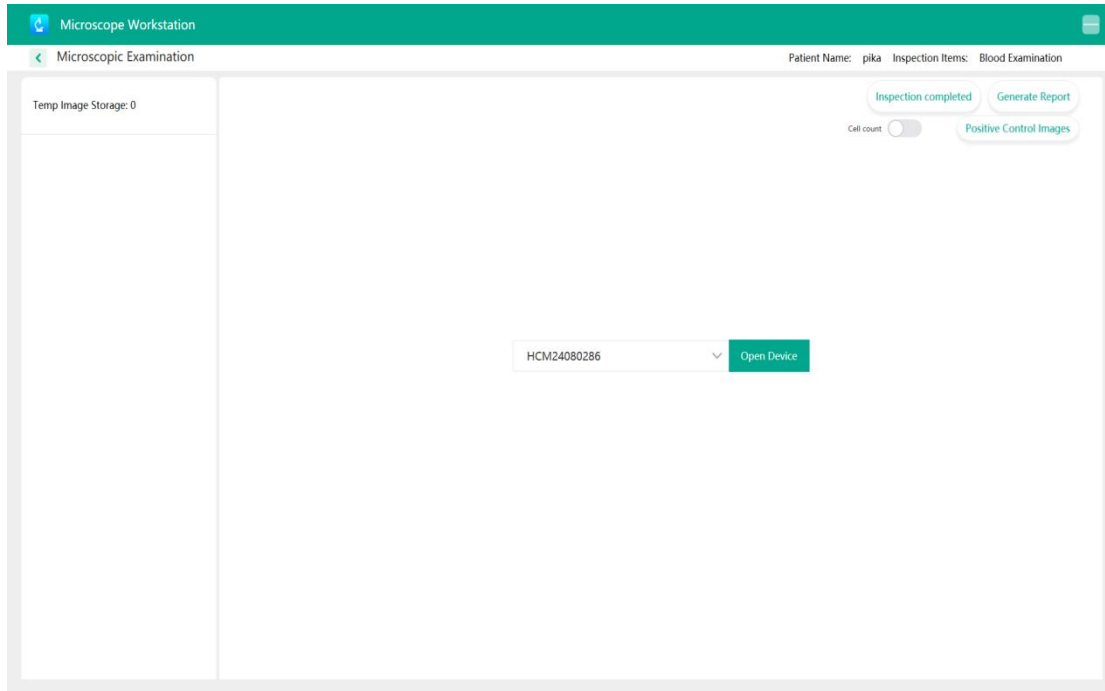 Microscope Workstation
Microscopic Examination
Patient Name: pika Inspection Items: Blood Examination
Temp Image Storage: 0
Inspection completed
Generate Report
Cell count
Positive Control Images
HCM24080286
Open Device